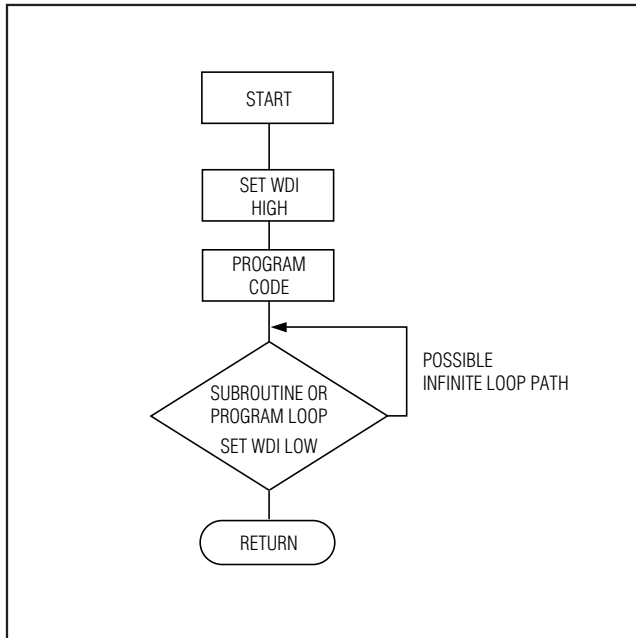 START
SET WDI
HIGH
PROGRAM
CODE
POSSIBLE
INFINITE LOOP PATH
SUBROUTINE OR
PROGRAM LOOP
SET WDI LOW
RETURN